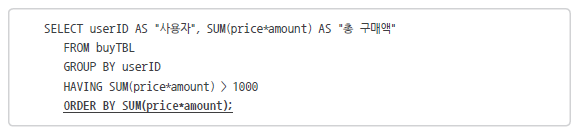 SELECT userID AS "사용자", SUM(price*amount) AS "총 구매액"
FROM buyTBL
GROUP BY userID
HAVING SUM(price*amount) > 1000
ORDER BY SUM(price*amount);